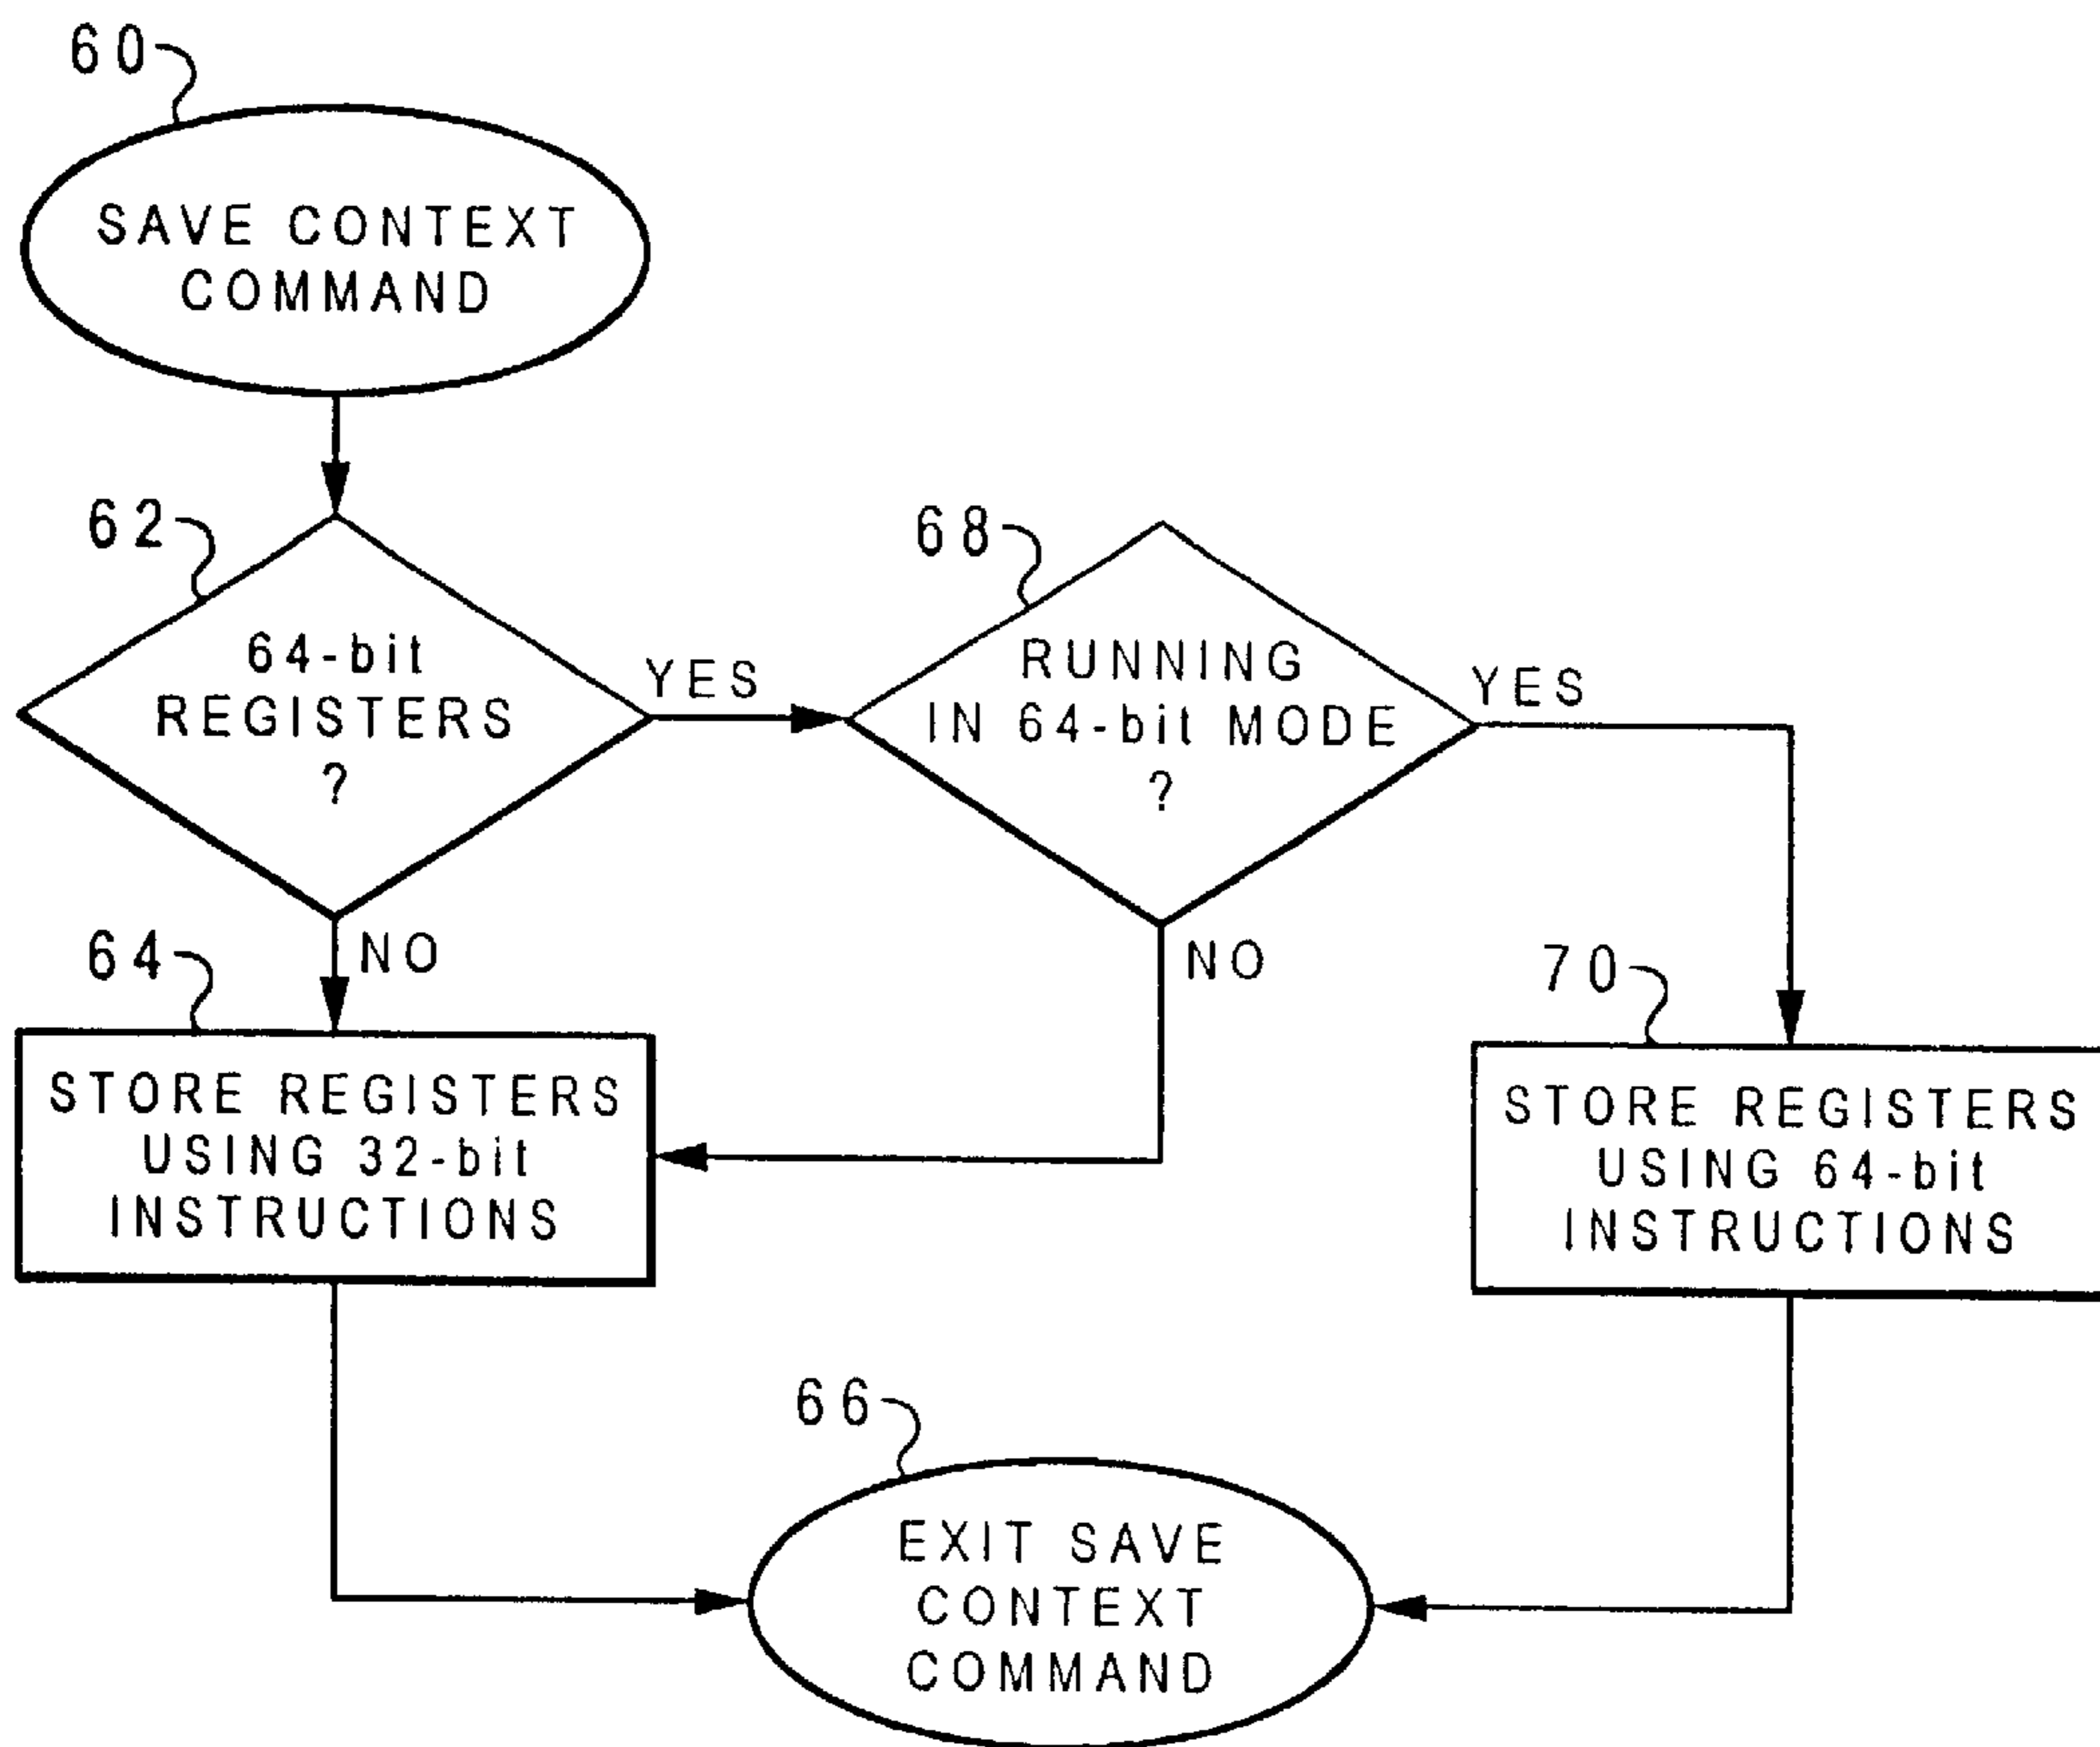 60
SAVE CONTEXT
COMMAND
62
64-bit
REGISTERS
?
YES
68
RUNNING
IN 64-bit MODE
?
YES
NO
64
STORE REGISTERS
USING 32-bit
INSTRUCTIONS
NO
70
STORE REGISTERS
USING 64-bit
INSTRUCTIONS
66
EXIT SAVE
CONTEXT
COMMAND